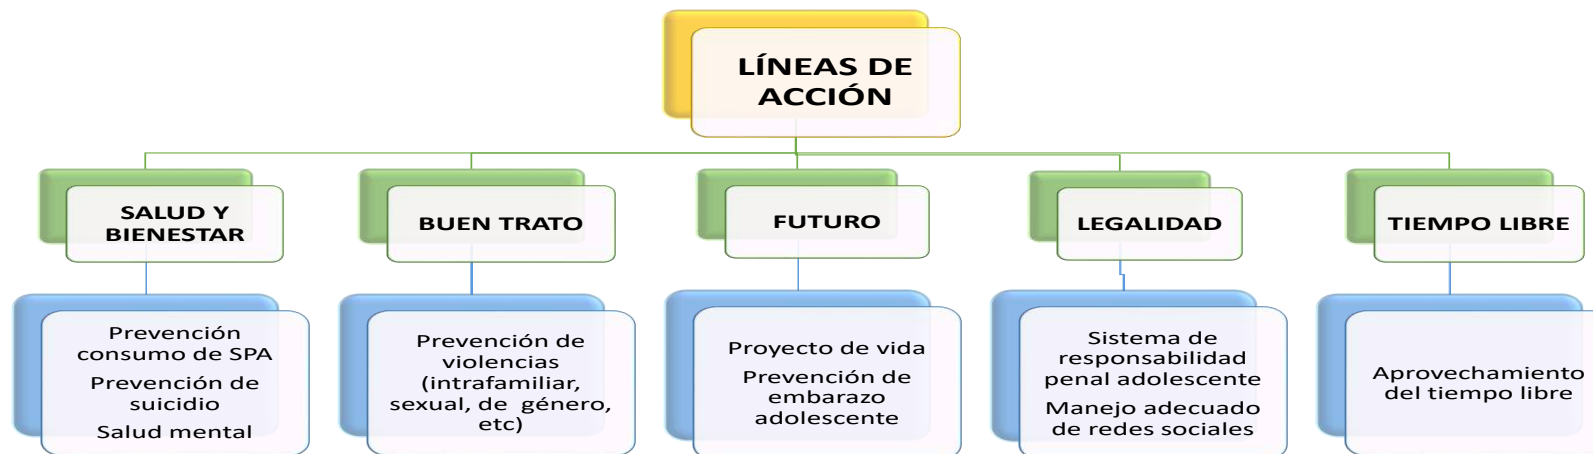 LÍNEAS DE
ACCIÓN
SALUD Y
BIENESTAR
BUEN TRATO
FUTURO
LEGALIDAD
TIEMPO LIBRE
Prevención
consumo de SPA
Prevención de
suicidio
Salud mental
Prevención de
violencias
(intrafamiliar,
sexual, de género,
etc)
Proyecto de vida
Prevención de
embarazo
adolescente
Sistema de
responsabilidad
penal adolescente
Manejo adecuado
de redes sociales
Aprovechamiento
del tiempo libre